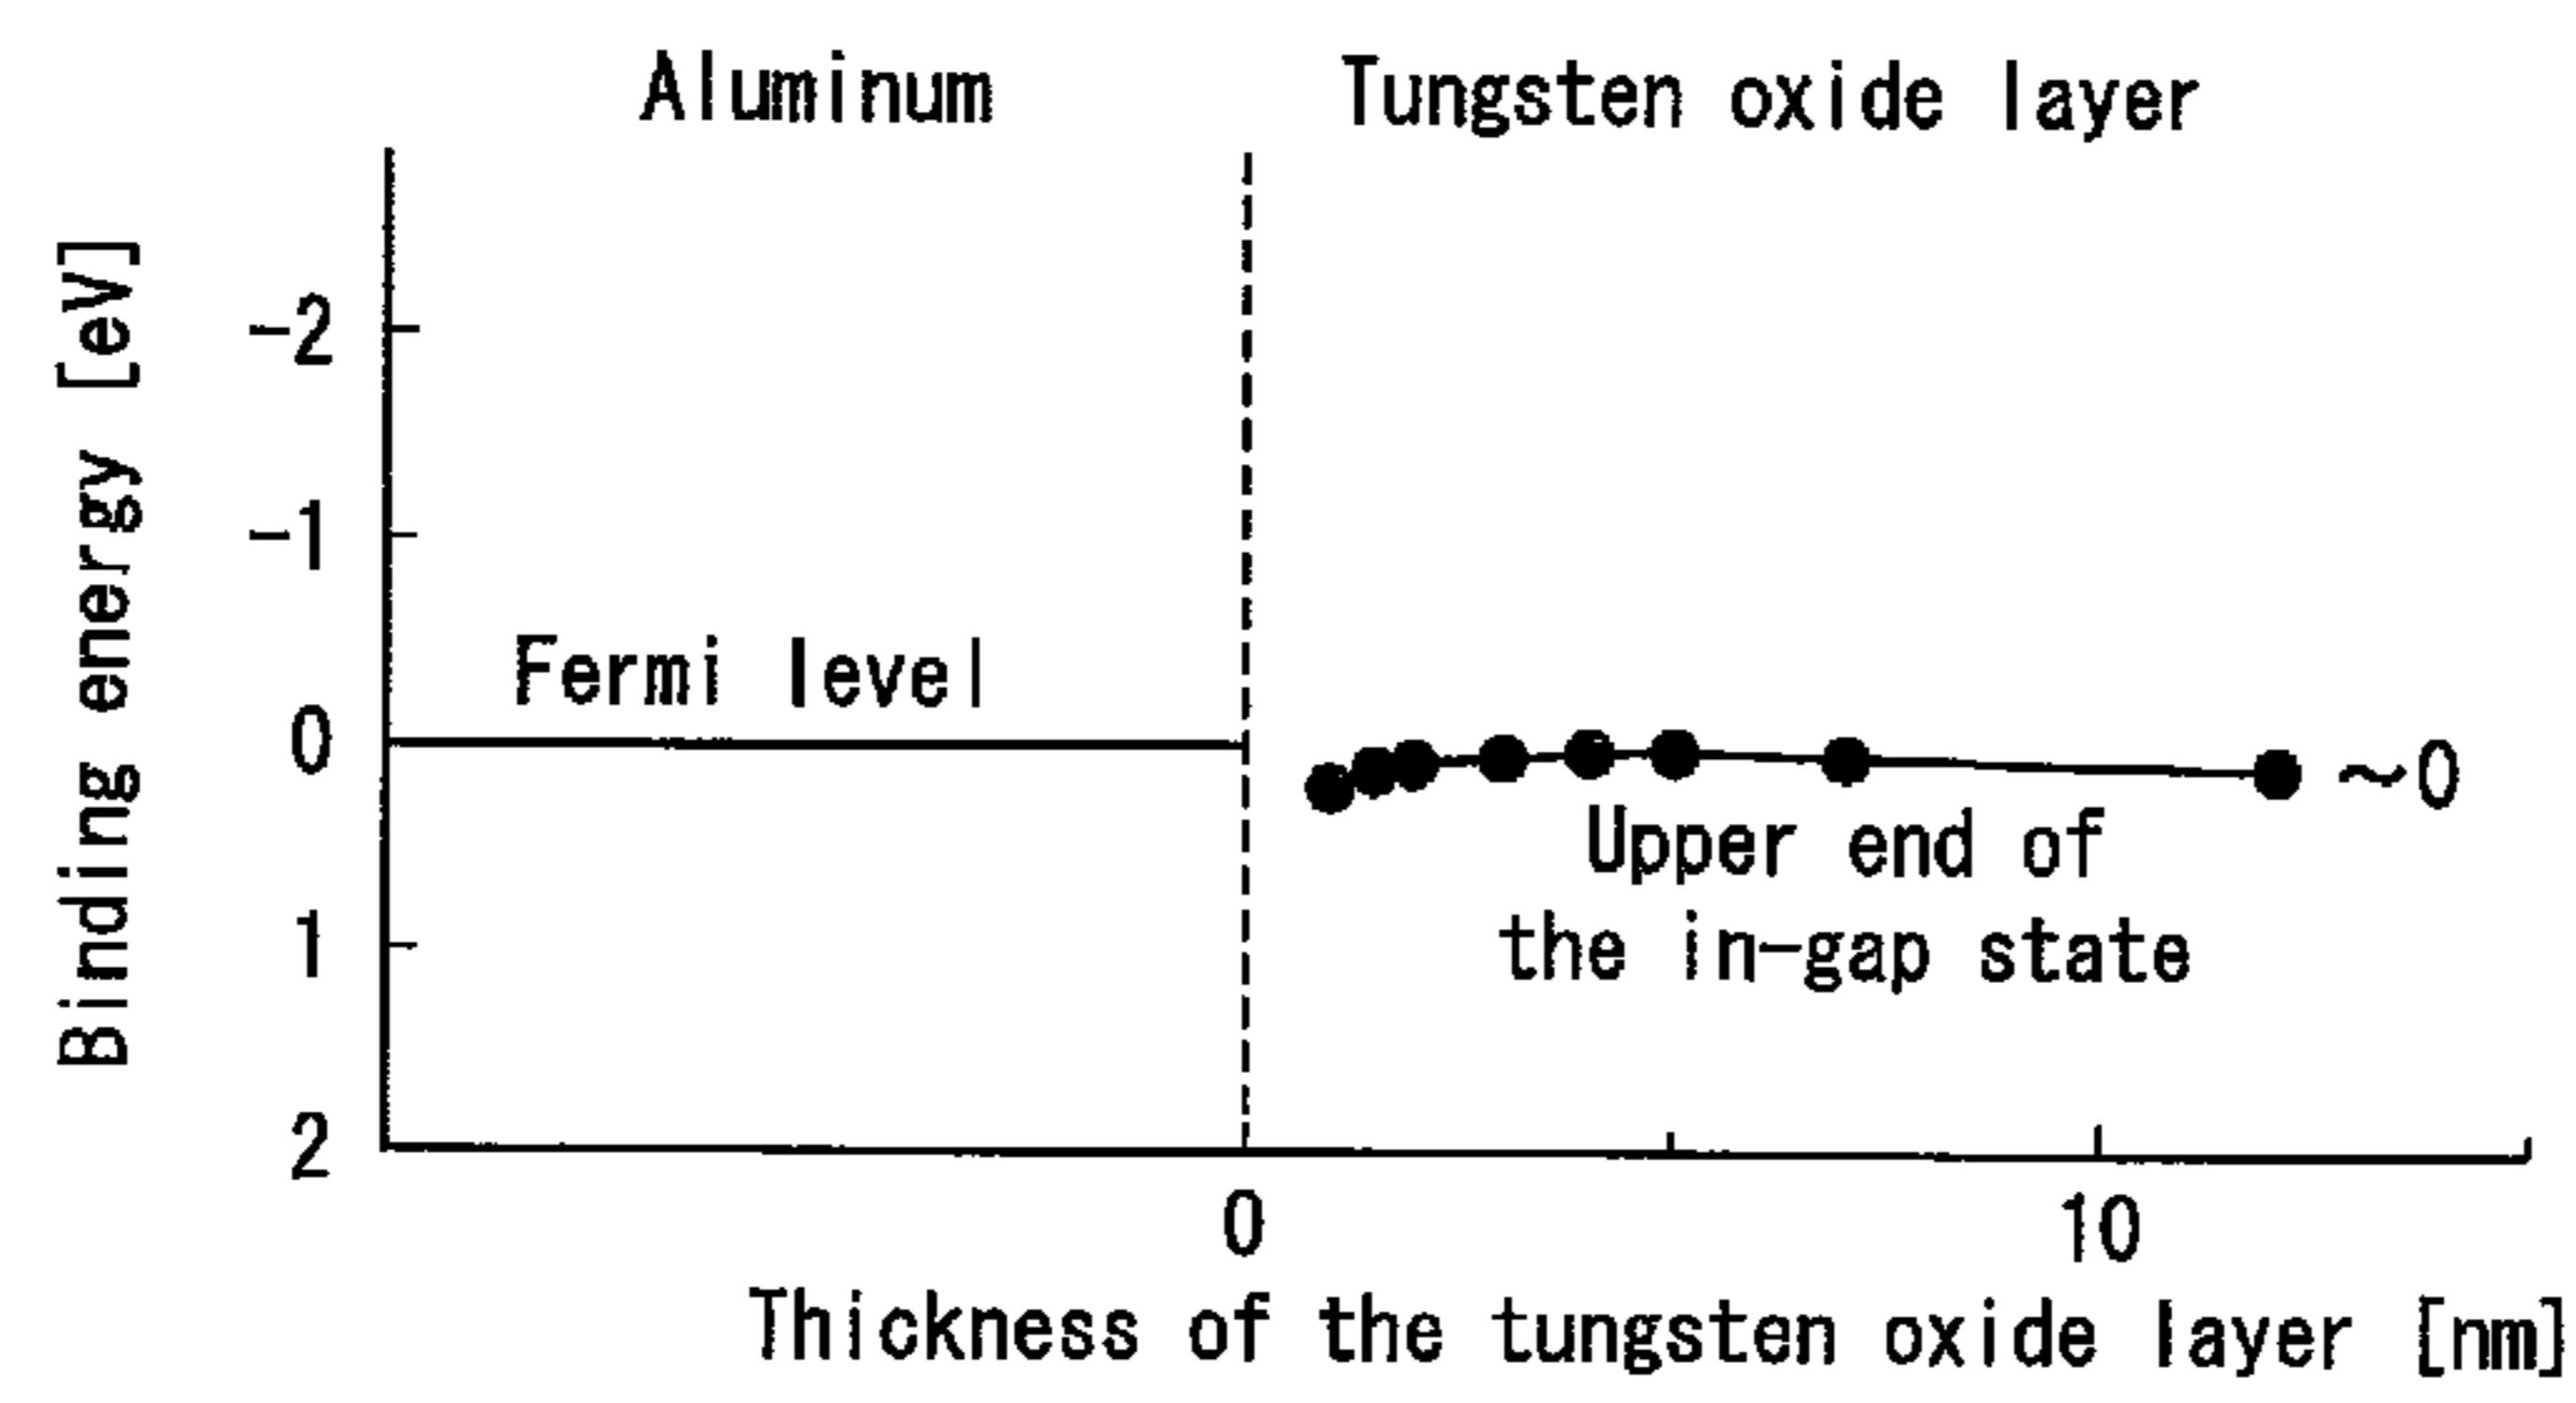 Aluminum
Tungsten oxide layer
Binding energy [eV]
-2
-1
Fermi level
0
~0
Upper end of
the in-gap state
1
2
0
10
Thickness of the tungsten oxide layer [nm]